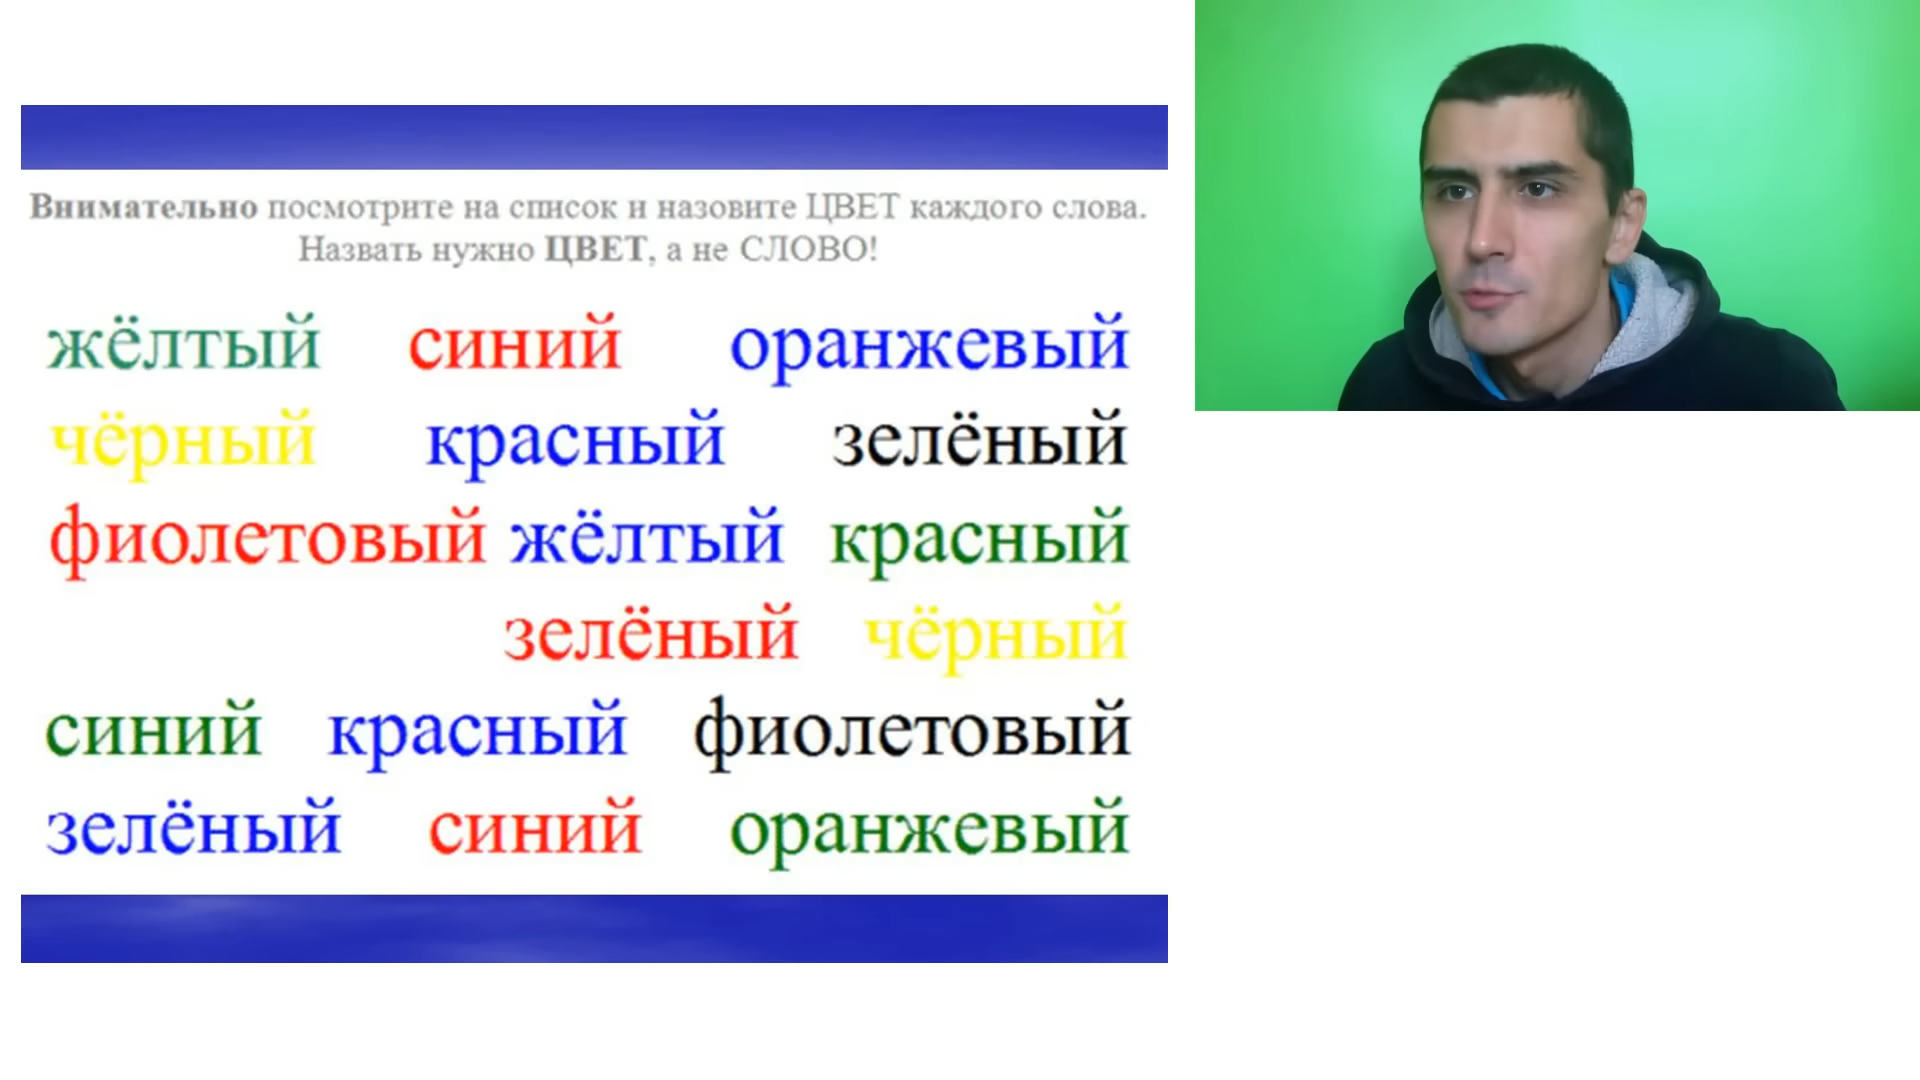 Внимательно посмотрите на список и назовите ЦВЕТ каждого слова.
Назвать нужно ЦВЕТ, а не СЛОВО!
жёлтый синий оранжевый
чёрный красный зелёный
фиолетовый жёлтый красный
зелёный чёрный
синий красный фиолетовый
зелёный синий оранжевый